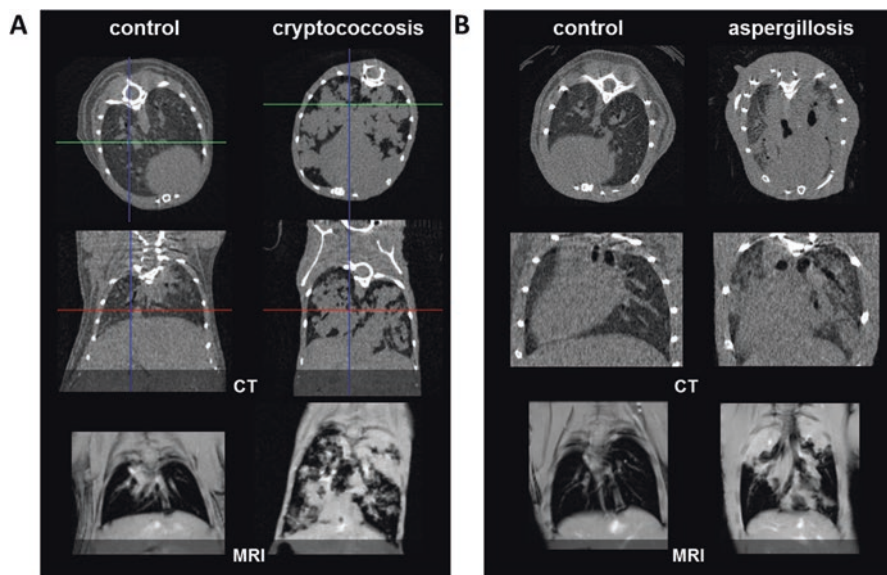 A
control
cryptococcosis
CT
MRI
B
control
aspergillosis
CT
MRI